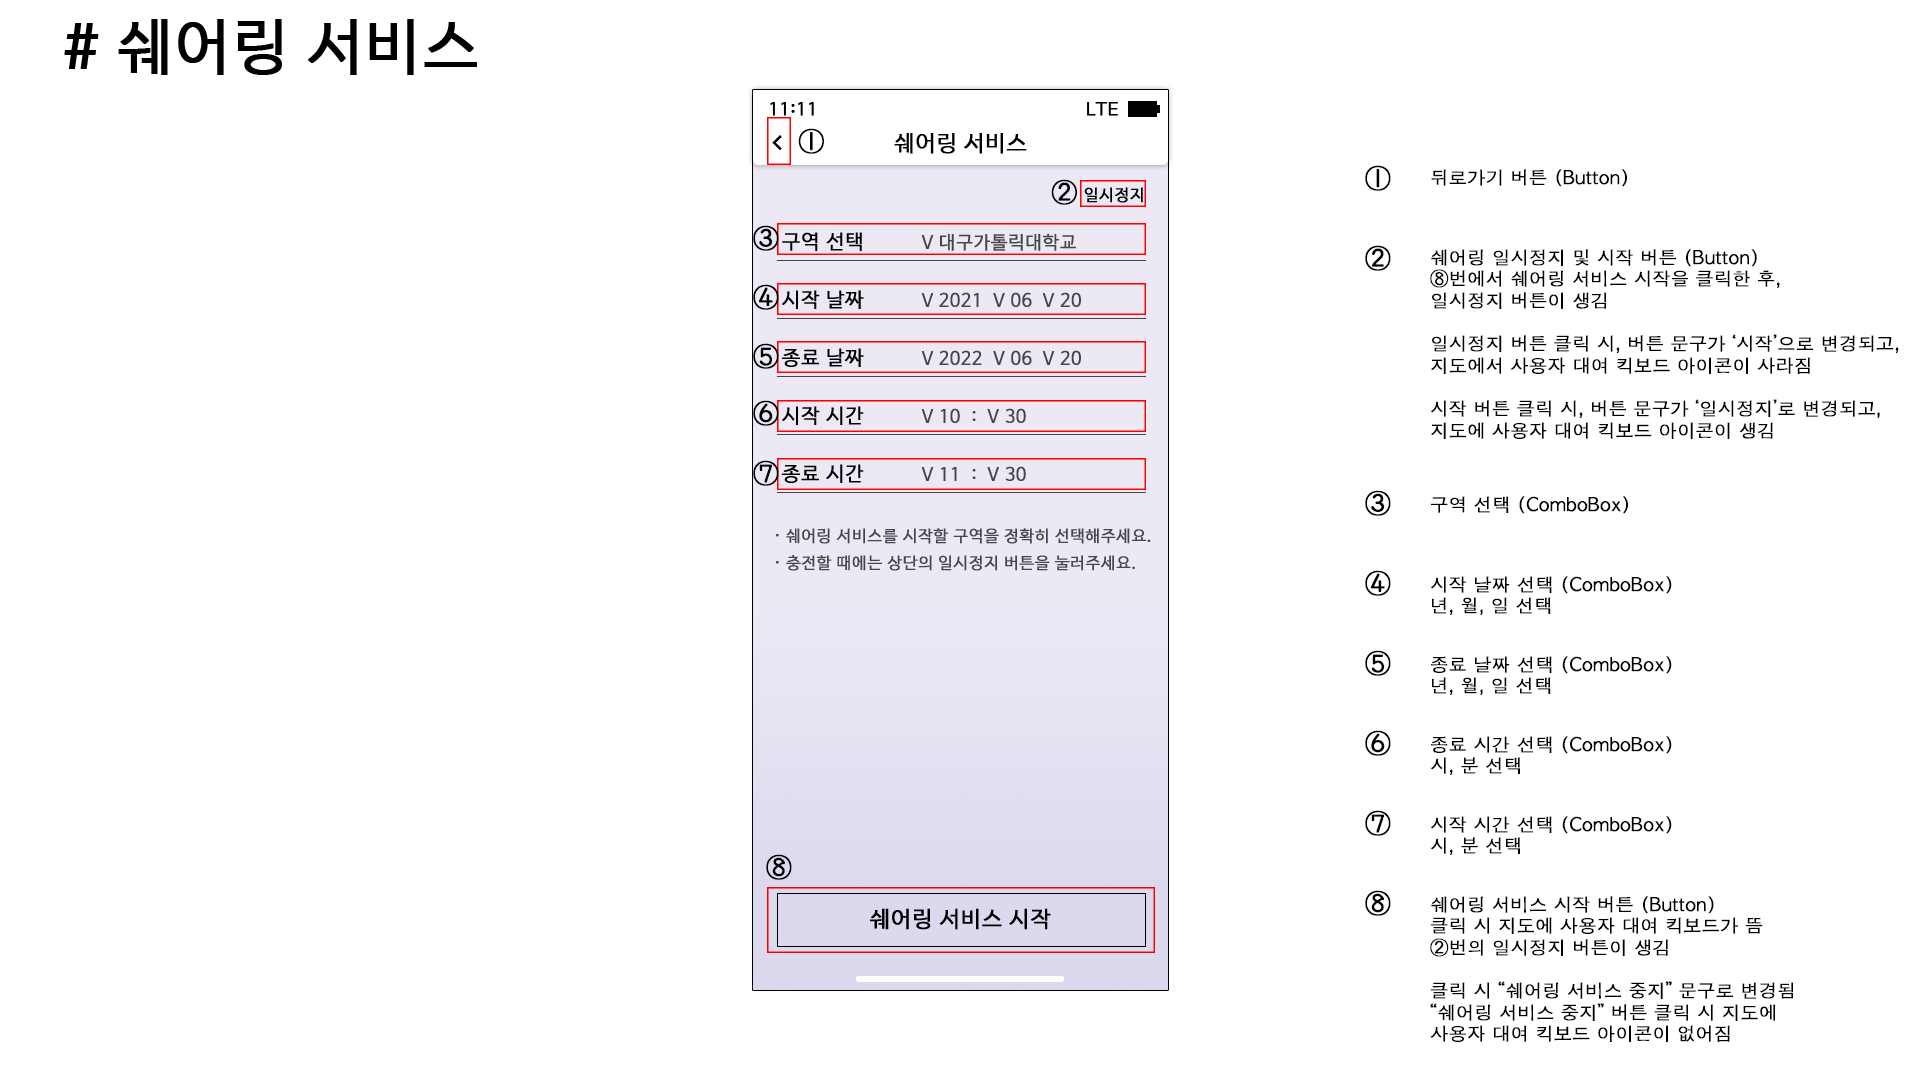 # 쉐어링 서비스
11:11 LTE
< ① 쉐어링 서비스
② 일시정지
③ 구역 선택 V 대구가톨릭대학교
④ 시작 날짜 V 2021 V 06 V 20
⑤ 종료 날짜 V 2022 V 06 V 20
⑥ 시작 시간 V 10 : V 30
⑦ 종료 시간 V 11 : V 30
· 쉐어링 서비스를 시작할 구역을 정확히 선택해주세요.
· 충전할 때에는 상단의 일시정지 버튼을 눌러주세요.
⑧
쉐어링 서비스 시작
① 뒤로가기 버튼 (Button)
② 쉐어링 일시정지 및 시작 버튼 (Button)
⑧번에서 쉐어링 서비스 시작을 클릭한 후,
일시정지 버튼이 생김
일시정지 버튼 클릭 시, 버튼 문구가 ‘시작’으로 변경되고,
지도에서 사용자 대여 킥보드 아이콘이 사라짐
시작 버튼 클릭 시, 버튼 문구가 ‘일시정지’로 변경되고,
지도에 사용자 대여 킥보드 아이콘이 생김
③ 구역 선택 (ComboBox)
④ 시작 날짜 선택 (ComboBox)
년, 월, 일 선택
⑤ 종료 날짜 선택 (ComboBox)
년, 월, 일 선택
⑥ 종료 시간 선택 (ComboBox)
시, 분 선택
⑦ 시작 시간 선택 (ComboBox)
시, 분 선택
⑧ 쉐어링 서비스 시작 버튼 (Button)
클릭 시 지도에 사용자 대여 킥보드가 뜸
②번의 일시정지 버튼이 생김
클릭 시 “쉐어링 서비스 중지” 문구로 변경됨
“쉐어링 서비스 중지” 버튼 클릭 시 지도에
사용자 대여 킥보드 아이콘이 없어짐